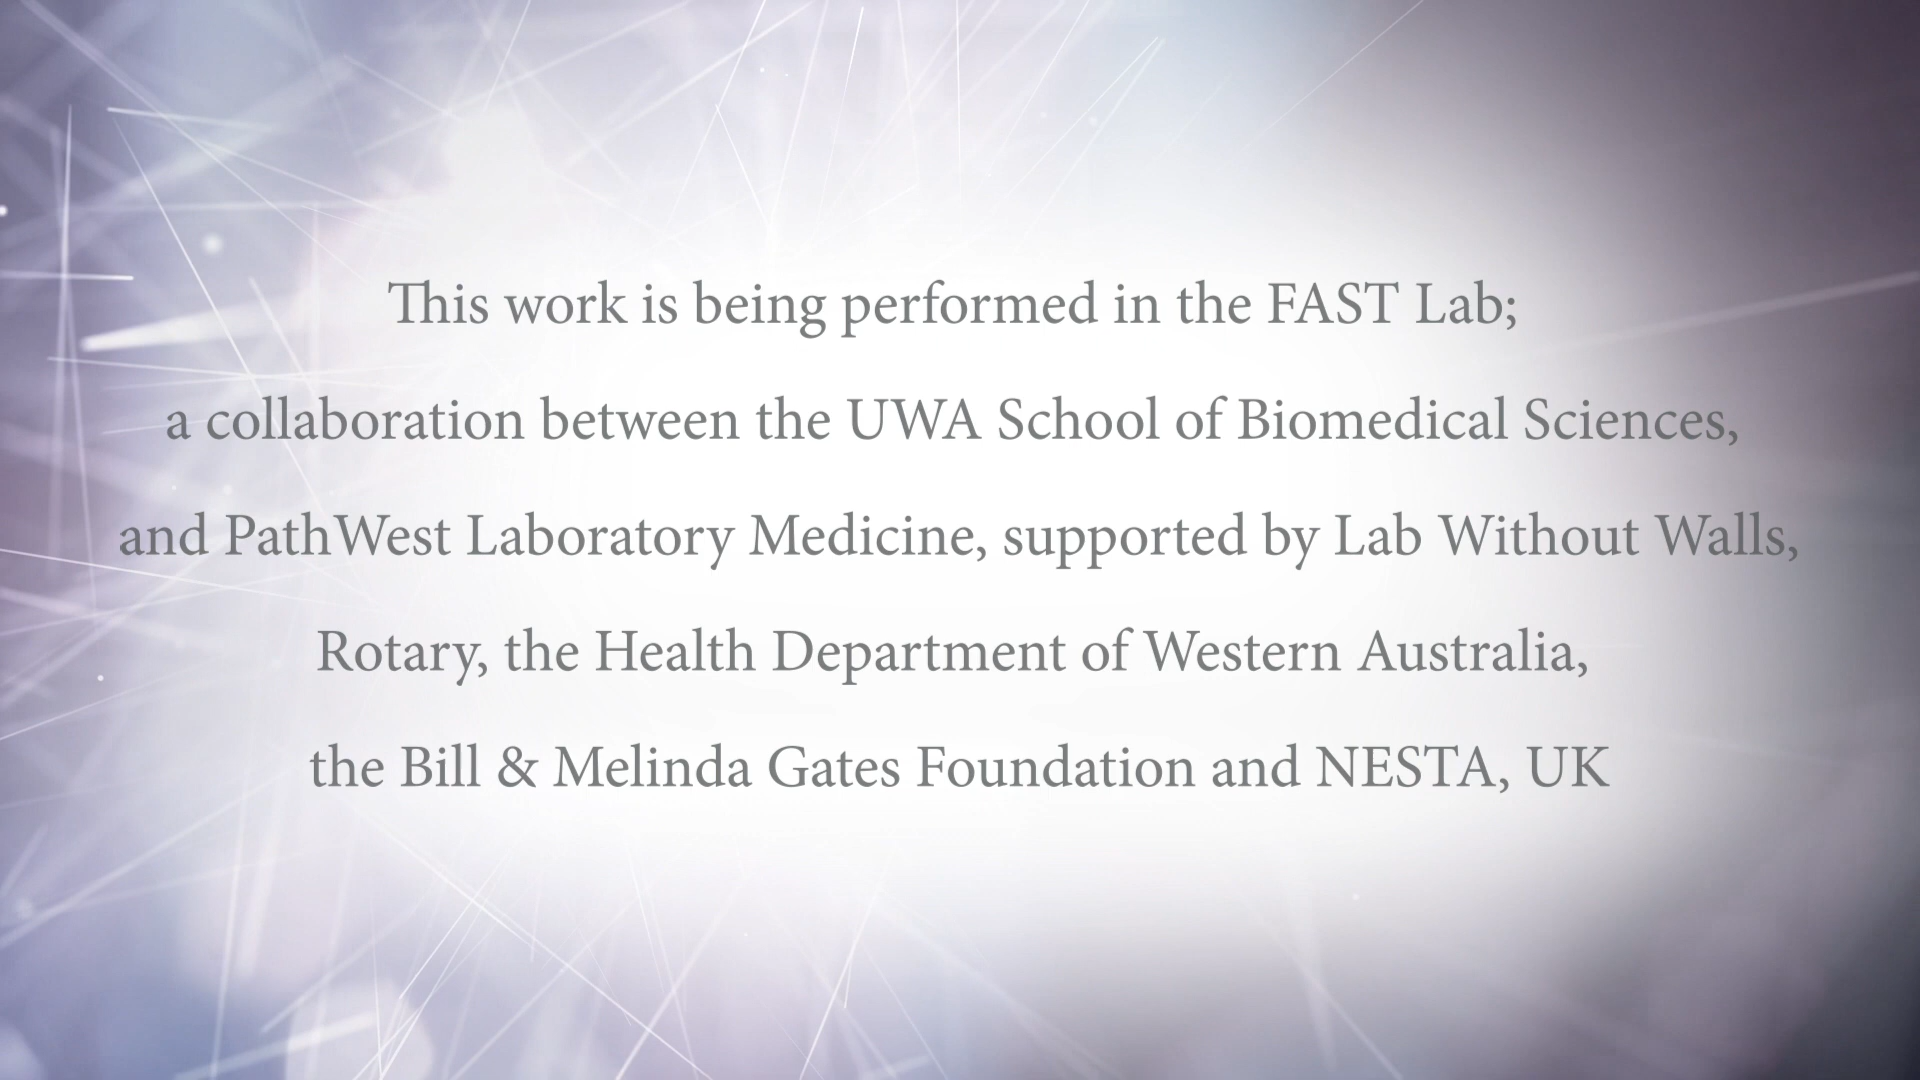 This work is being performed in the FAST Lab;
a collaboration between the UWA School of Biomedical Sciences,
and PathWest Laboratory Medicine, supported by Lab Without Walls,
Rotary, the Health Department of Western Australia,
the Bill & Melinda Gates Foundation and NESTA, UK